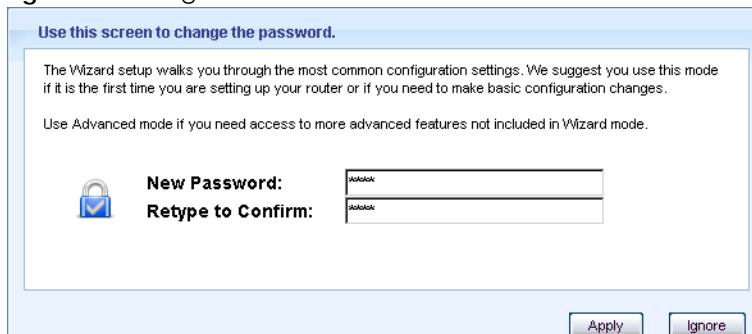 Use this screen to change the password.
The Wizard setup walks you through the most common configuration settings. We suggest you use this mode
if it is the first time you are setting up your router or if you need to make basic configuration changes.
Use Advanced mode if you need access to more advanced features not included in Wizard mode.
New Password: ****
Retype to Confirm: ****
Apply Ignore